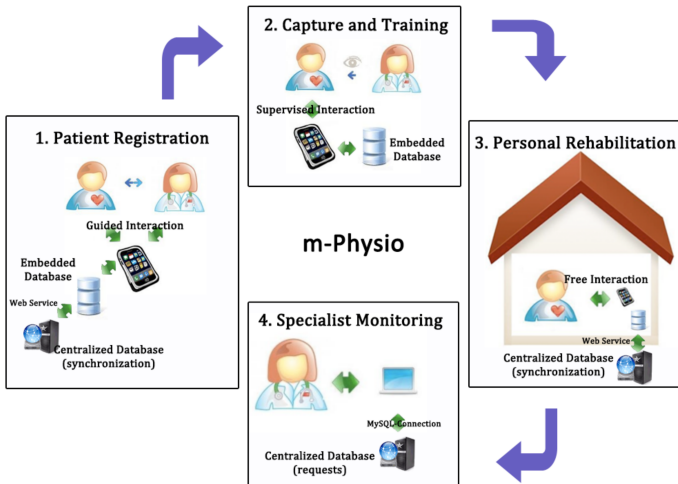 1. Patient Registration
Guided Interaction
Embedded
Database
Web Service
Centralized Database
(synchronization)
2. Capture and Training
Supervised Interaction
Embedded
Database
3. Personal Rehabilitation
Free Interaction
Web Service
Centralized Database
(synchronization)
m-Physio
4. Specialist Monitoring
MySQL-Connection
Centralized Database
(requests)